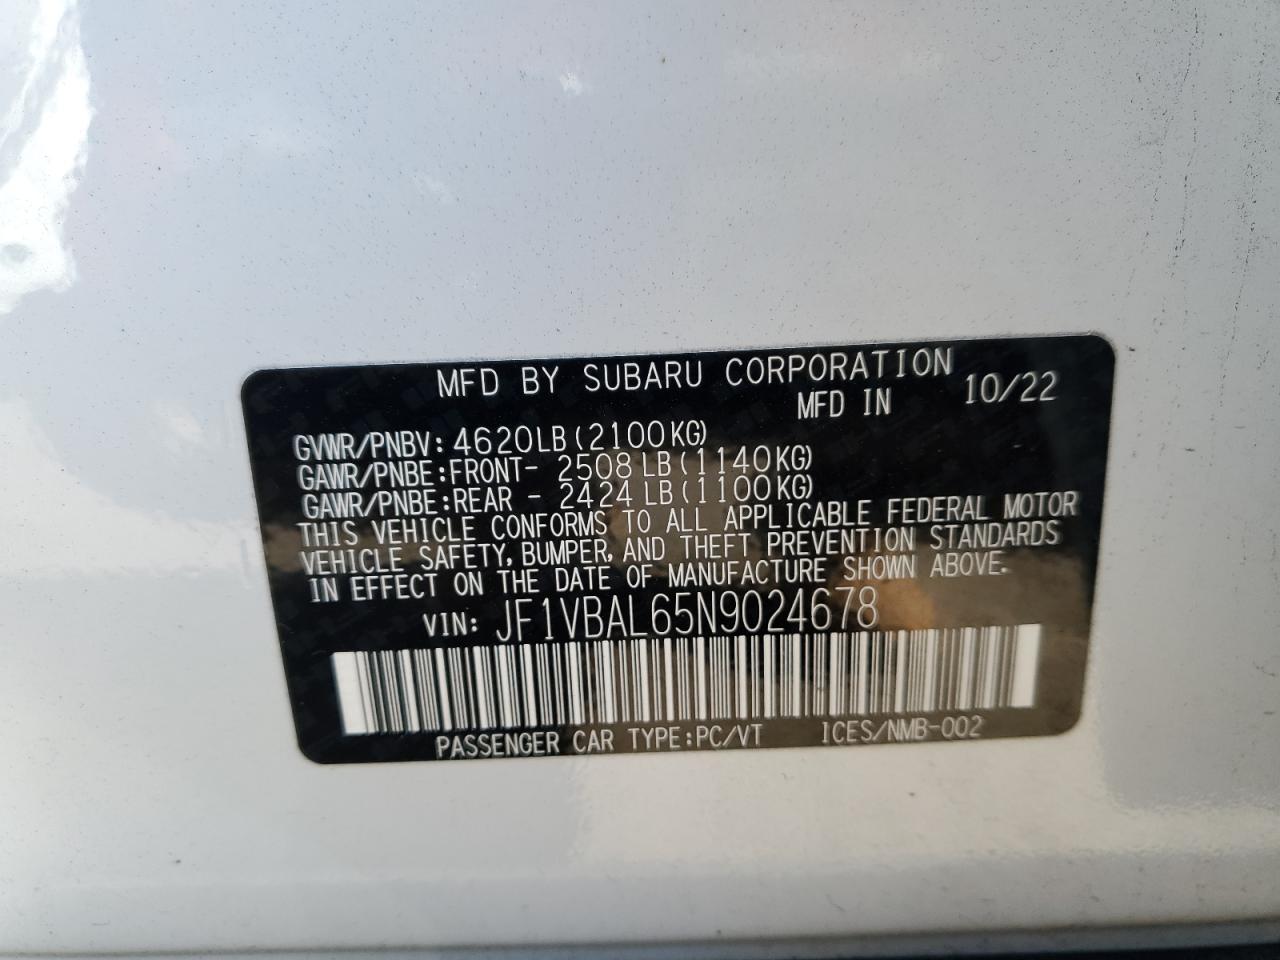 MFD BY SUBARU CORPORATION
MFD IN 10/22
GVWR/PNBV: 4620LB(2100KG)
GAWR/PNBE:FRONT- 2508 LB(1140KG)
GAWR/PNBE:REAR - 2424 LB(1100KG)
THIS VEHICLE CONFORMS TO ALL APPLICABLE FEDERAL MOTOR
VEHICLE SAFETY, BUMPER, AND THEFT PREVENTION STANDARDS
IN EFFECT ON THE DATE OF MANUFACTURE SHOWN ABOVE.
VIN: JF1VBAL65N9024678
PASSENGER CAR TYPE:PC/VT ICES/NMB-002